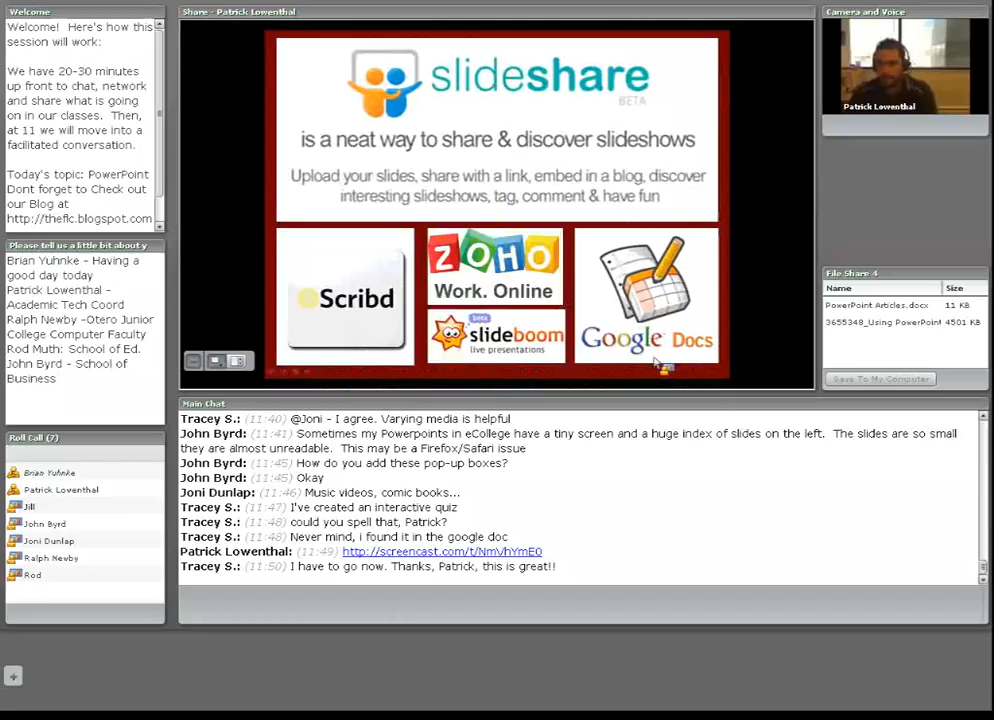 Welcome
Welcome! Here's how this
session will work:
We have 20-30 minutes
up front to chat, network
and share what is going
on in our classes. Then,
at 11 we will move into a
facilitated conversation.
Today's topic: PowerPoint
Dont forget to Check out
our Blog at
http://theflc.blogspot.com
Please tell us a little bit about y
Brian Yuhnke - Having a
good day today
Patrick Lowenthal -
Academic Tech Coord
Ralph Newby -Otero Junior
College Computer Faculty
Rod Muth: School of Ed.
John Byrd - School of
Business
Roll Call (7)
Brian Yuhnke
Patrick Lowenthal
Jill
John Byrd
Joni Dunlap
Ralph Newby
Rod
Share - Patrick Lowenthal
slideshare
BETA
is a neat way to share & discover slideshows
Upload your slides, share with a link, embed in a blog, discover
interesting slideshows, tag, comment & have fun
Scribd
ZOHO
Work. Online
beta
slideboom
live presentations
Google Docs
Main Chat
Tracey S.: (11:40) @Joni - I agree. Varying media is helpful
John Byrd: (11:41) Sometimes my Powerpoints in eCollege have a tiny screen and a huge index of slides on the left. The slides are so small
they are almost unreadable. This may be a Firefox/Safari issue
John Byrd: (11:45) How do you add these pop-up boxes?
John Byrd: (11:45) Okay
Joni Dunlap: (11:46) Music videos, comic books...
Tracey S.: (11:47) I've created an interactive quiz
Tracey S.: (11:48) could you spell that, Patrick?
Tracey S.: (11:48) Never mind, i found it in the google doc
Patrick Lowenthal: (11:49) http://screencast.com/t/NmVhYmE0
Tracey S.: (11:50) I have to go now. Thanks, Patrick, this is great!!
Camera and Voice
Patrick Lowenthal
File Share 4
Name Size
PowerPoint Articles.docx 11 KB
3655348_Using PowerPoint 4501 KB
Save To My Computer